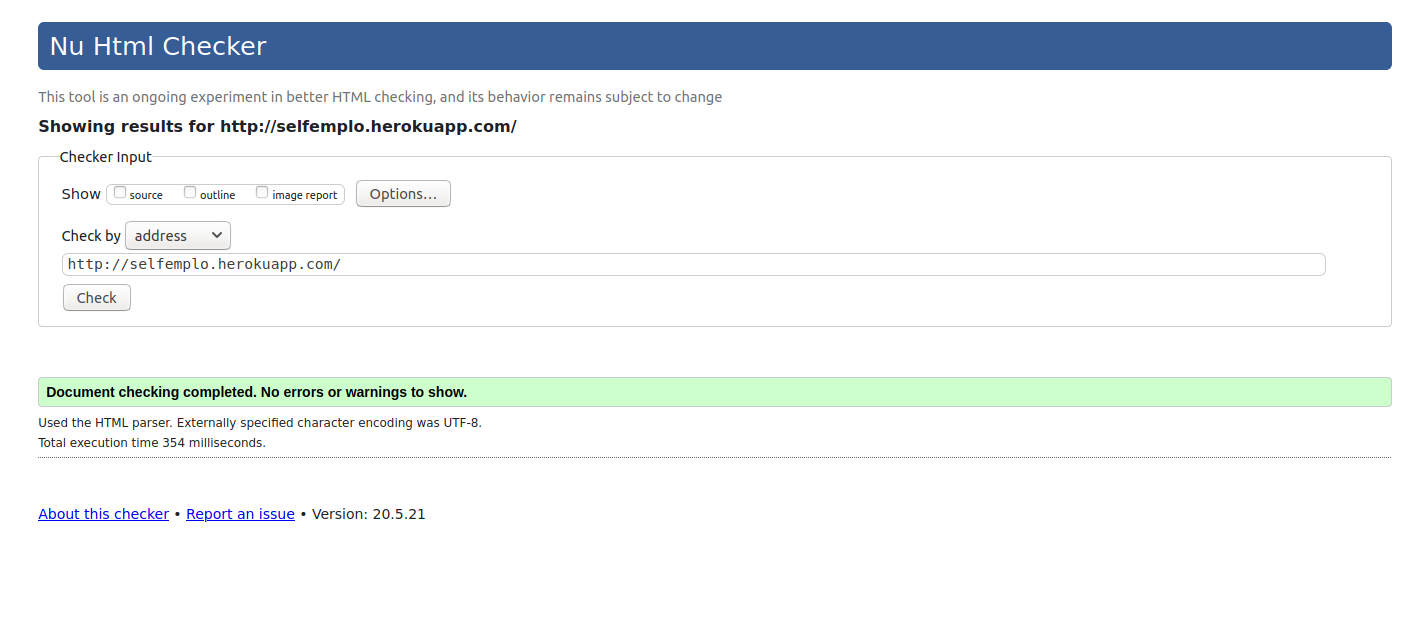 Nu Html Checker
This tool is an ongoing experiment in better HTML checking, and its behavior remains subject to change
Showing results for http://selfemplo.herokuapp.com/
Checker Input
Show source outline image report Options...
Check by address
http://selfemplo.herokuapp.com/
Check
Document checking completed. No errors or warnings to show.
Used the HTML parser. Externally specified character encoding was UTF-8.
Total execution time 354 milliseconds.
About this checker • Report an issue • Version: 20.5.21